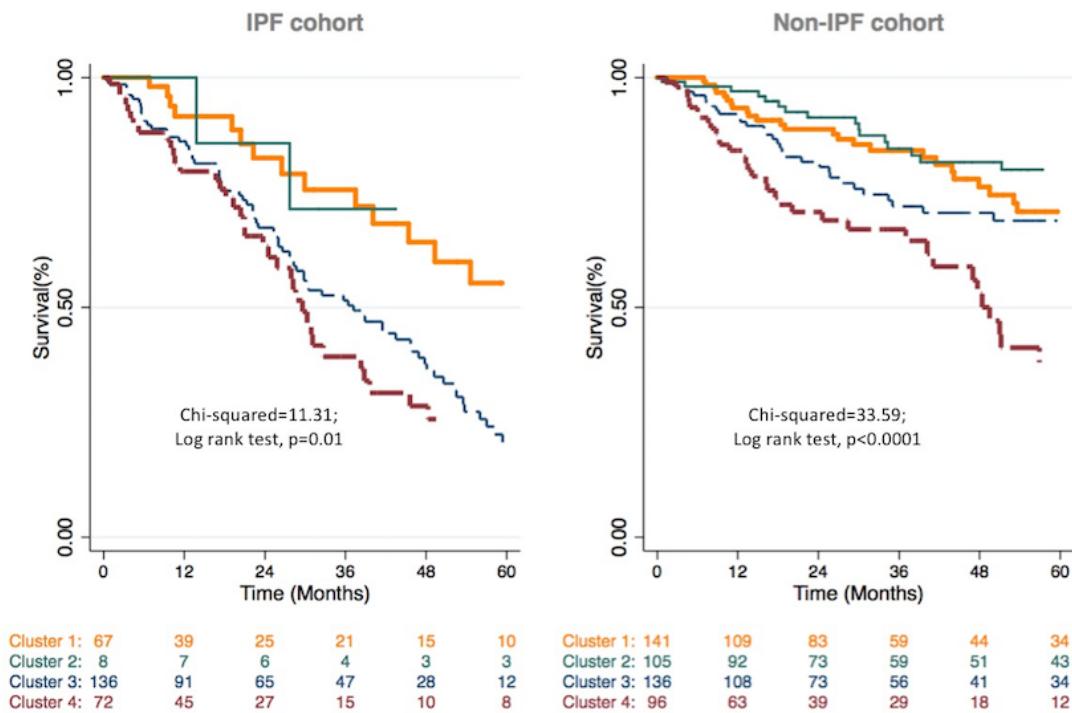 IPF cohort
1.00
0.50
0.00
Survival(%)
Chi-squared=11.31;
Log rank test, p=0.01
0 12 24 36 48 60
Time (Months)
Cluster 1: 67 39 25 21 15 10
Cluster 2: 8 7 6 4 3 3
Cluster 3: 136 91 65 47 28 12
Cluster 4: 72 45 27 15 10 8
Non-IPF cohort
1.00
0.50
0.00
Survival(%)
Chi-squared=33.59;
Log rank test, p<0.0001
0 12 24 36 48 60
Time (Months)
Cluster 1: 141 109 83 59 44 34
Cluster 2: 105 92 73 59 51 43
Cluster 3: 136 108 73 56 41 34
Cluster 4: 96 63 39 29 18 12